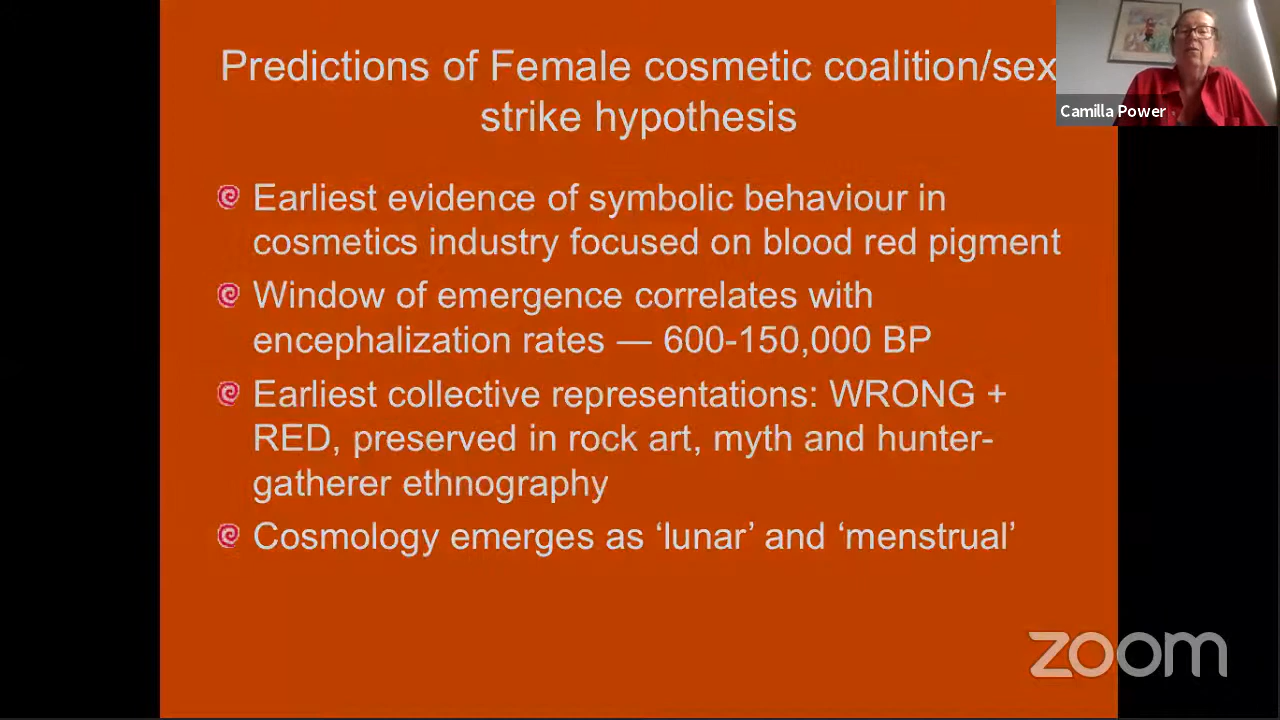 Predictions of Female cosmetic coalition/sex
strike hypothesis
Camilla Power
Earliest evidence of symbolic behaviour in
cosmetics industry focused on blood red pigment
Window of emergence correlates with
encephalization rates — 600-150,000 BP
Earliest collective representations: WRONG +
RED, preserved in rock art, myth and hunter-
gatherer ethnography
Cosmology emerges as ‘lunar’ and ‘menstrual’
zoom